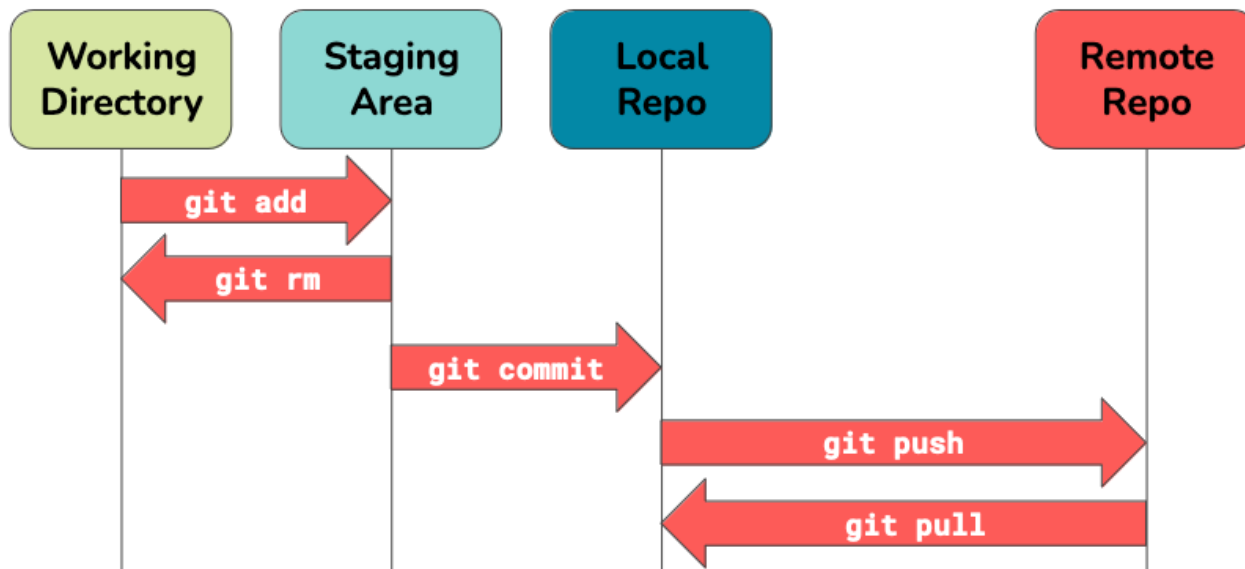 Working
Directory
Staging
Area
Local
Repo
Remote
Repo
git add
git rm
git commit
git push
git pull